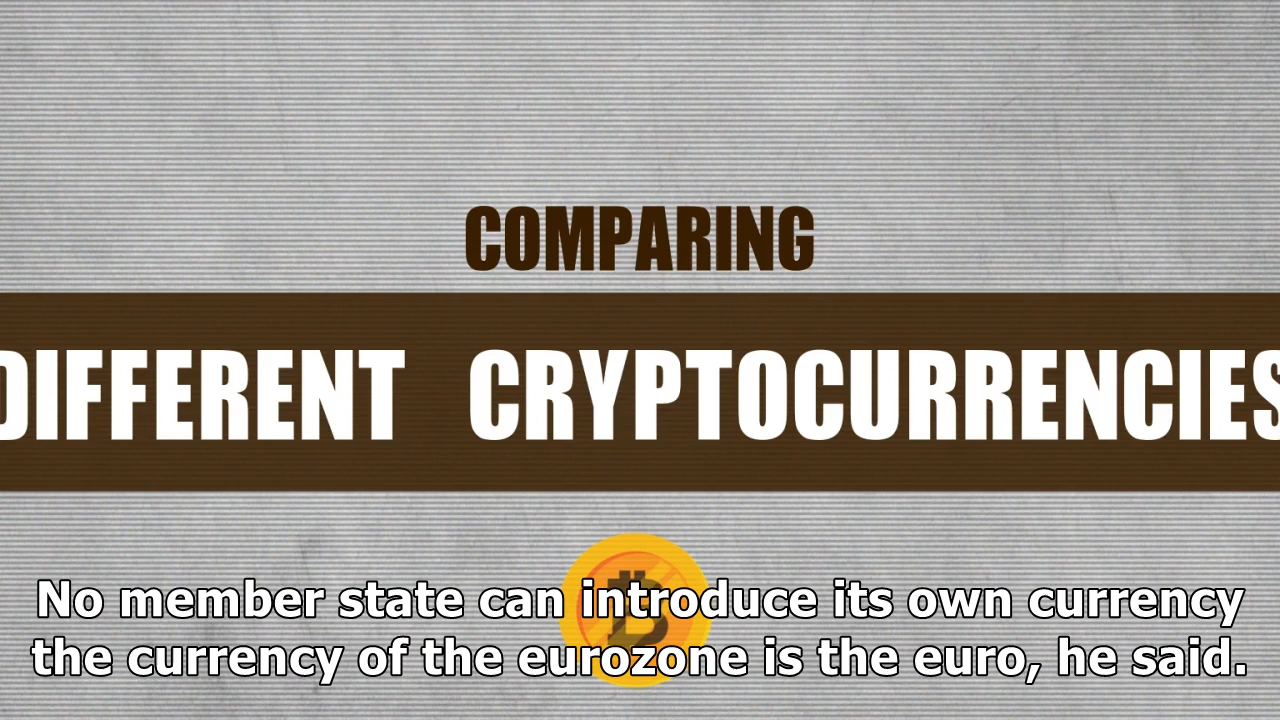 COMPARING
DIFFERENT CRYPTOCURRENCIES
No member state can introduce its own currency
the currency of the eurozone is the euro, he said.